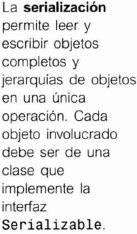 La serialización
permite leer y
escribir objetos
completos y
jerarquías de objetos
en una única
operación. Cada
objeto involucrado
debe ser de una
clase que
implemente la
interfaz
Serializable.